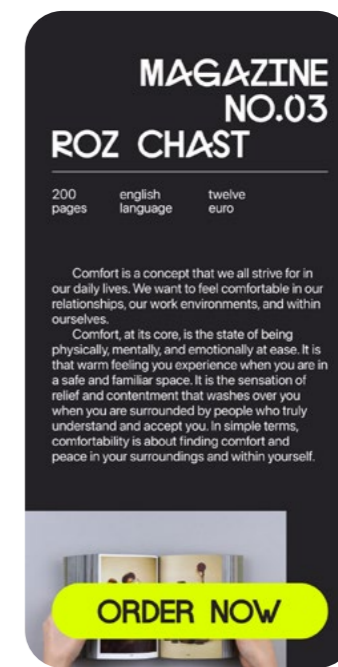 MAGAZINE
NO.03
ROZ CHAST
200 english twelve
pages language euro
Comfort is a concept that we all strive for in
our daily lives. We want to feel comfortable in our
relationships, our work environments, and within
ourselves.
Comfort, at its core, is the state of being
physically, mentally, and emotionally at ease. It is
that warm feeling you experience when you are in
a safe and familiar space. It is the sensation of
relief and contentment that washes over you
when you are surrounded by people who truly
understand and accept you. In simple terms,
comfortability is about finding comfort and
peace in your surroundings and within yourself.
ORDER NOW